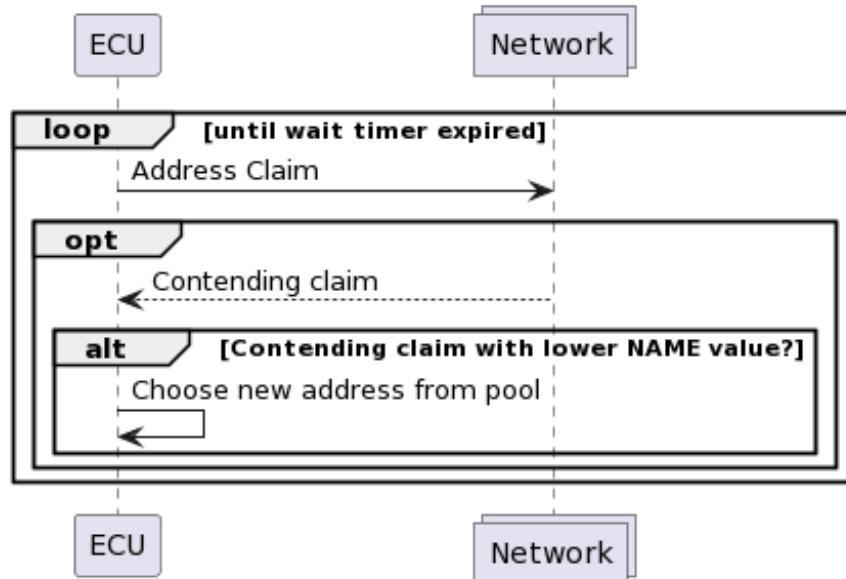 ECU Network
loop [until wait timer expired]
Address Claim
opt
Contending claim
alt [Contending claim with lower NAME value?]
Choose new address from pool
ECU Network